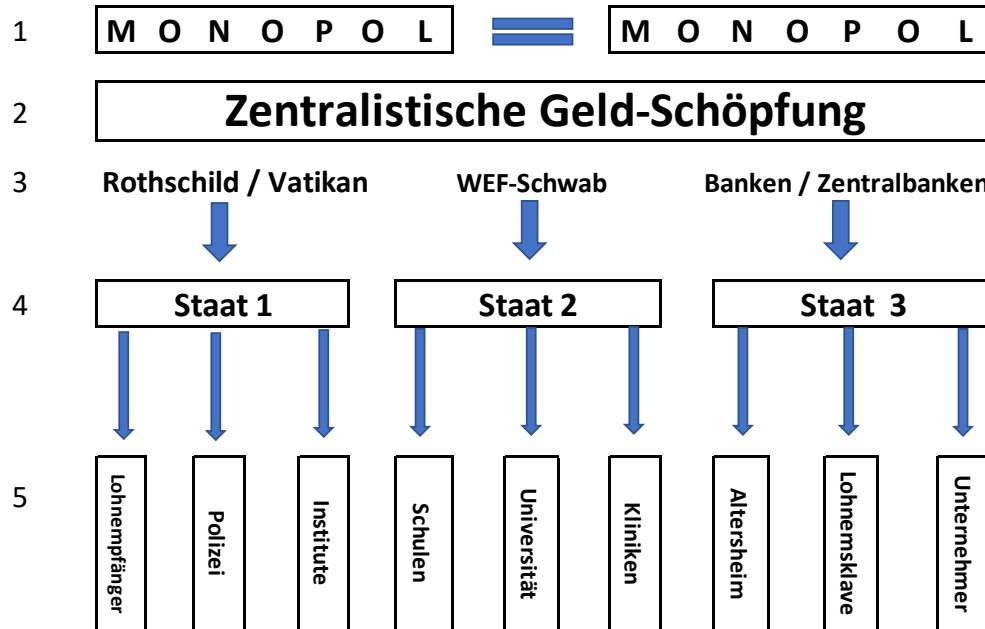 1 M O N O P O L M O N O P O L
2 Zentralistische Geld-Schöpfung
3 Rothschild / Vatikan WEF-Schwab Banken / Zentralbanken
4 Staat 1 Staat 2 Staat 3
5 Lohnempfänger Polizei Institute Schulen Universität Kliniken Altersheim Lohnemsklave Unternehmer